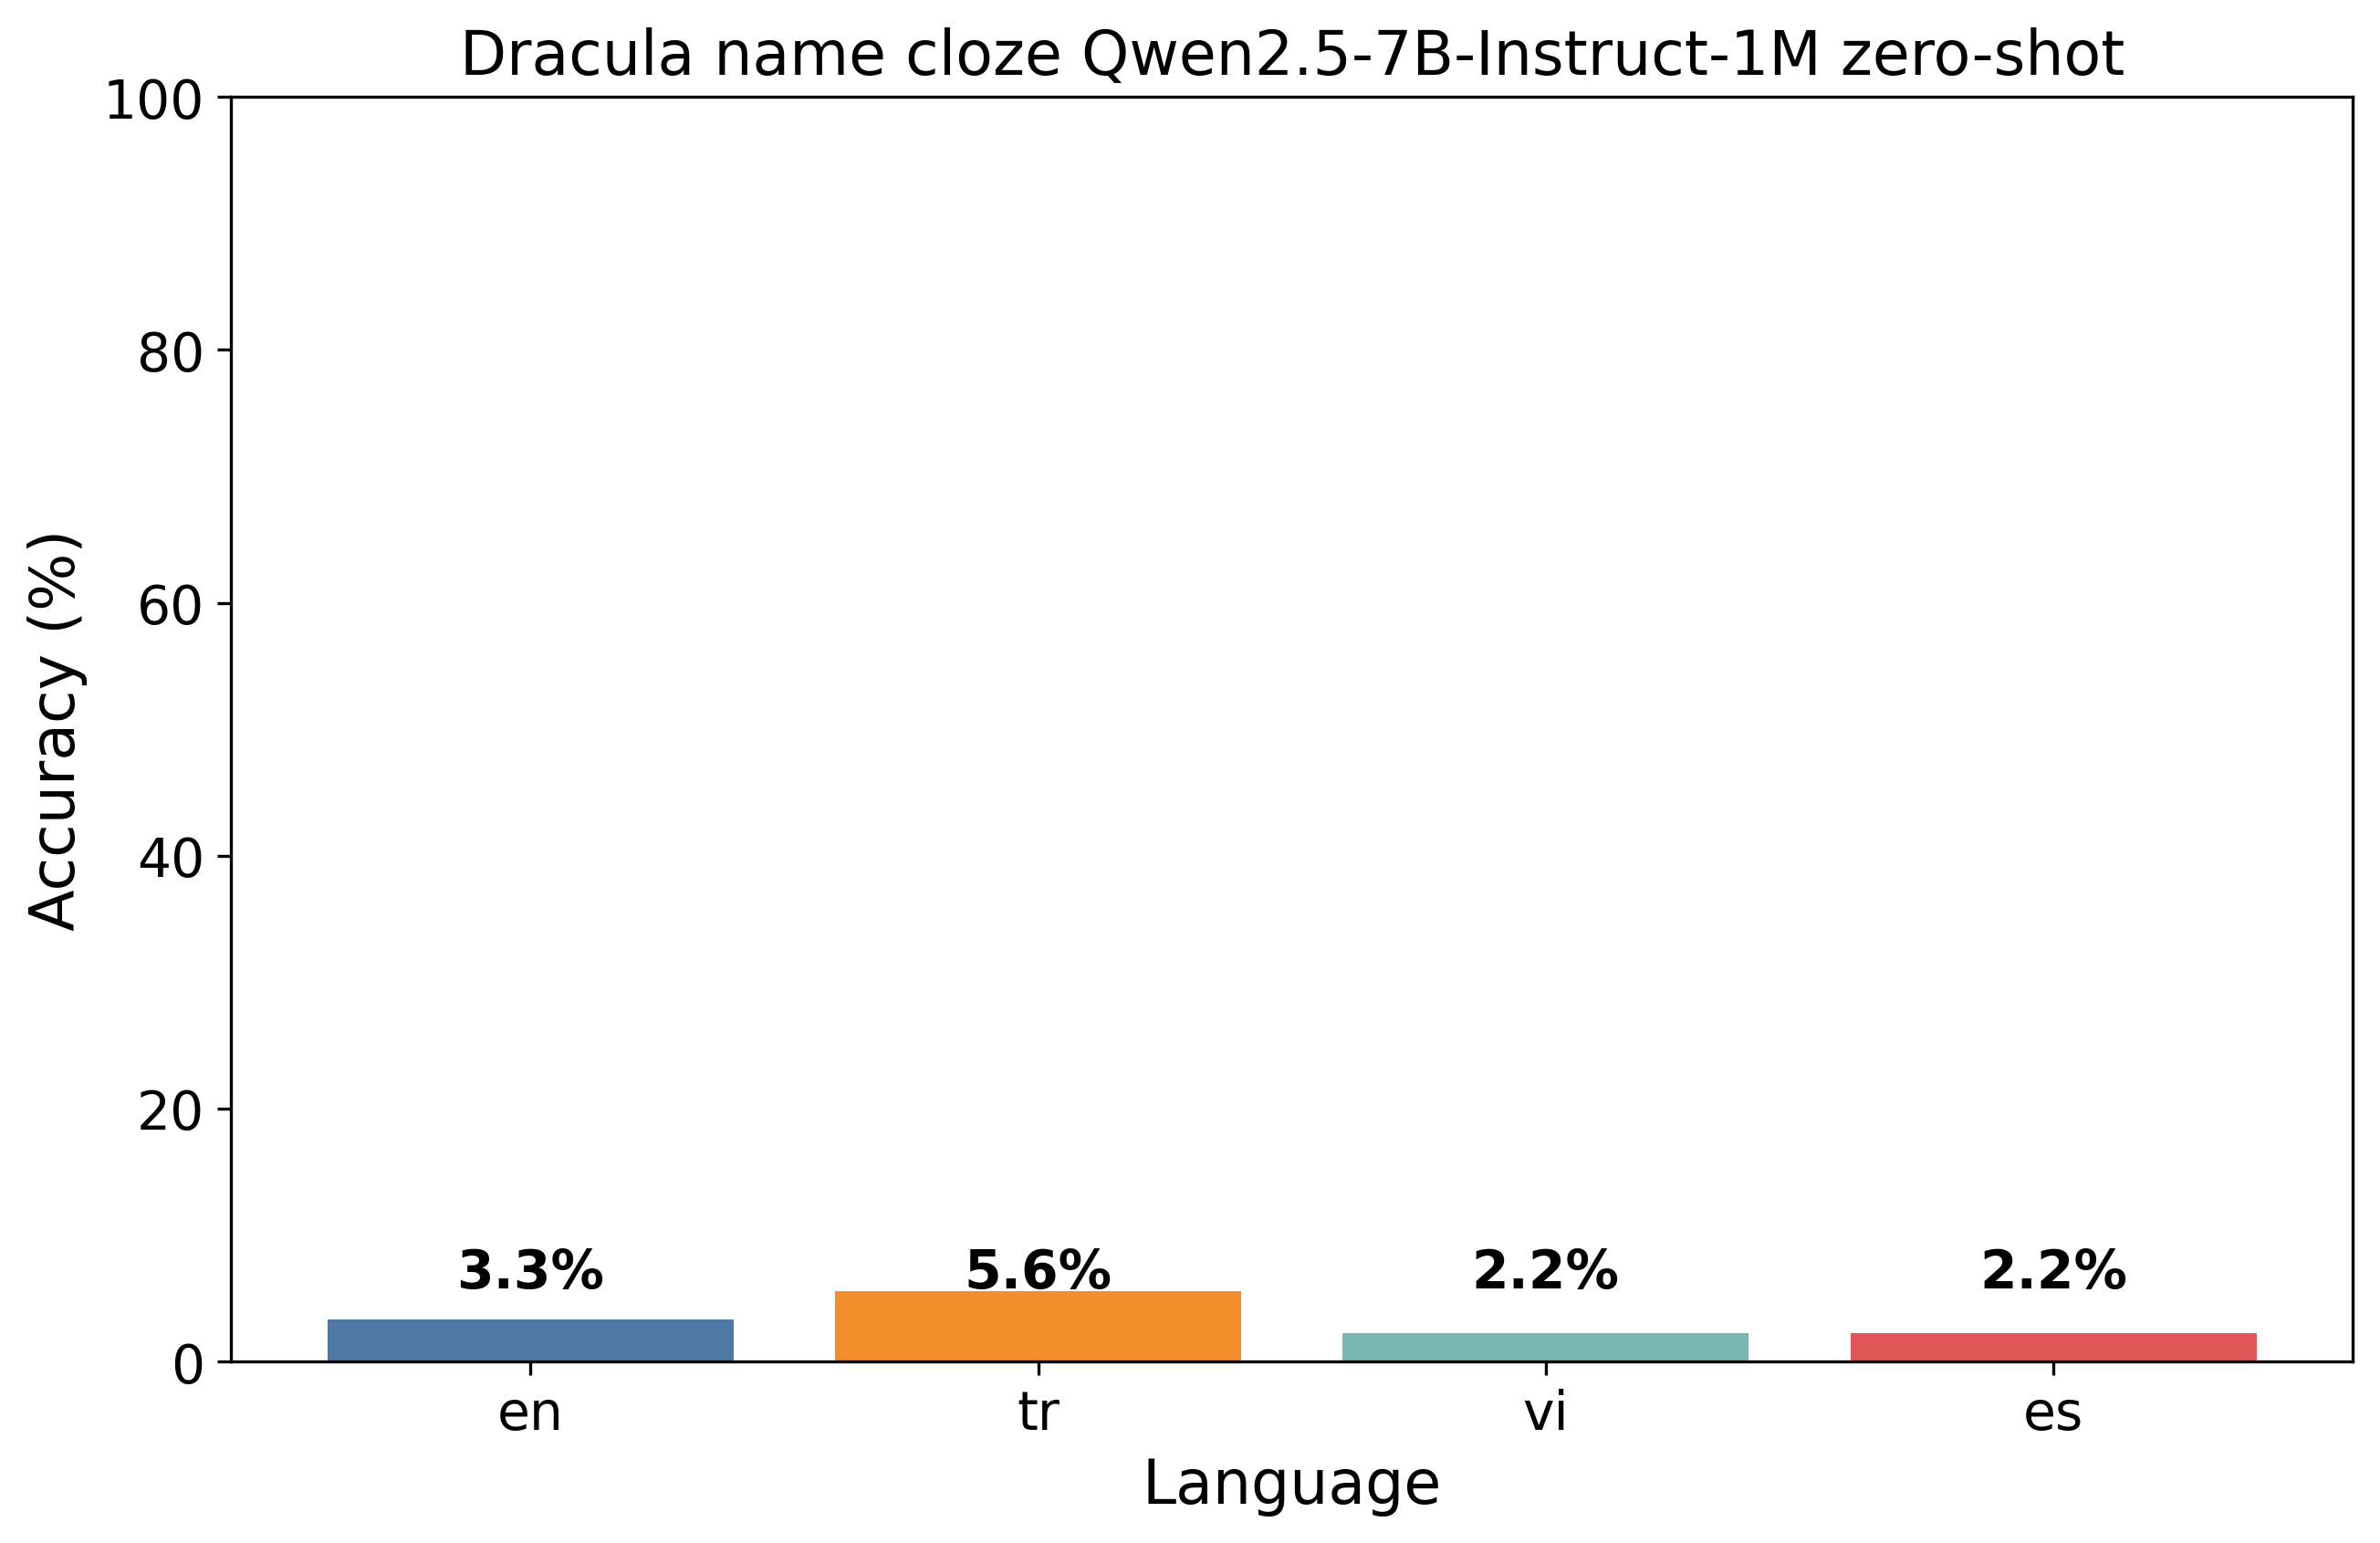 Dracula name cloze Qwen2.5-7B-Instruct-1M zero-shot
100
80
60
40
20
0
Accuracy (%)
3.3%
5.6%
2.2%
2.2%
en
tr
vi
es
Language